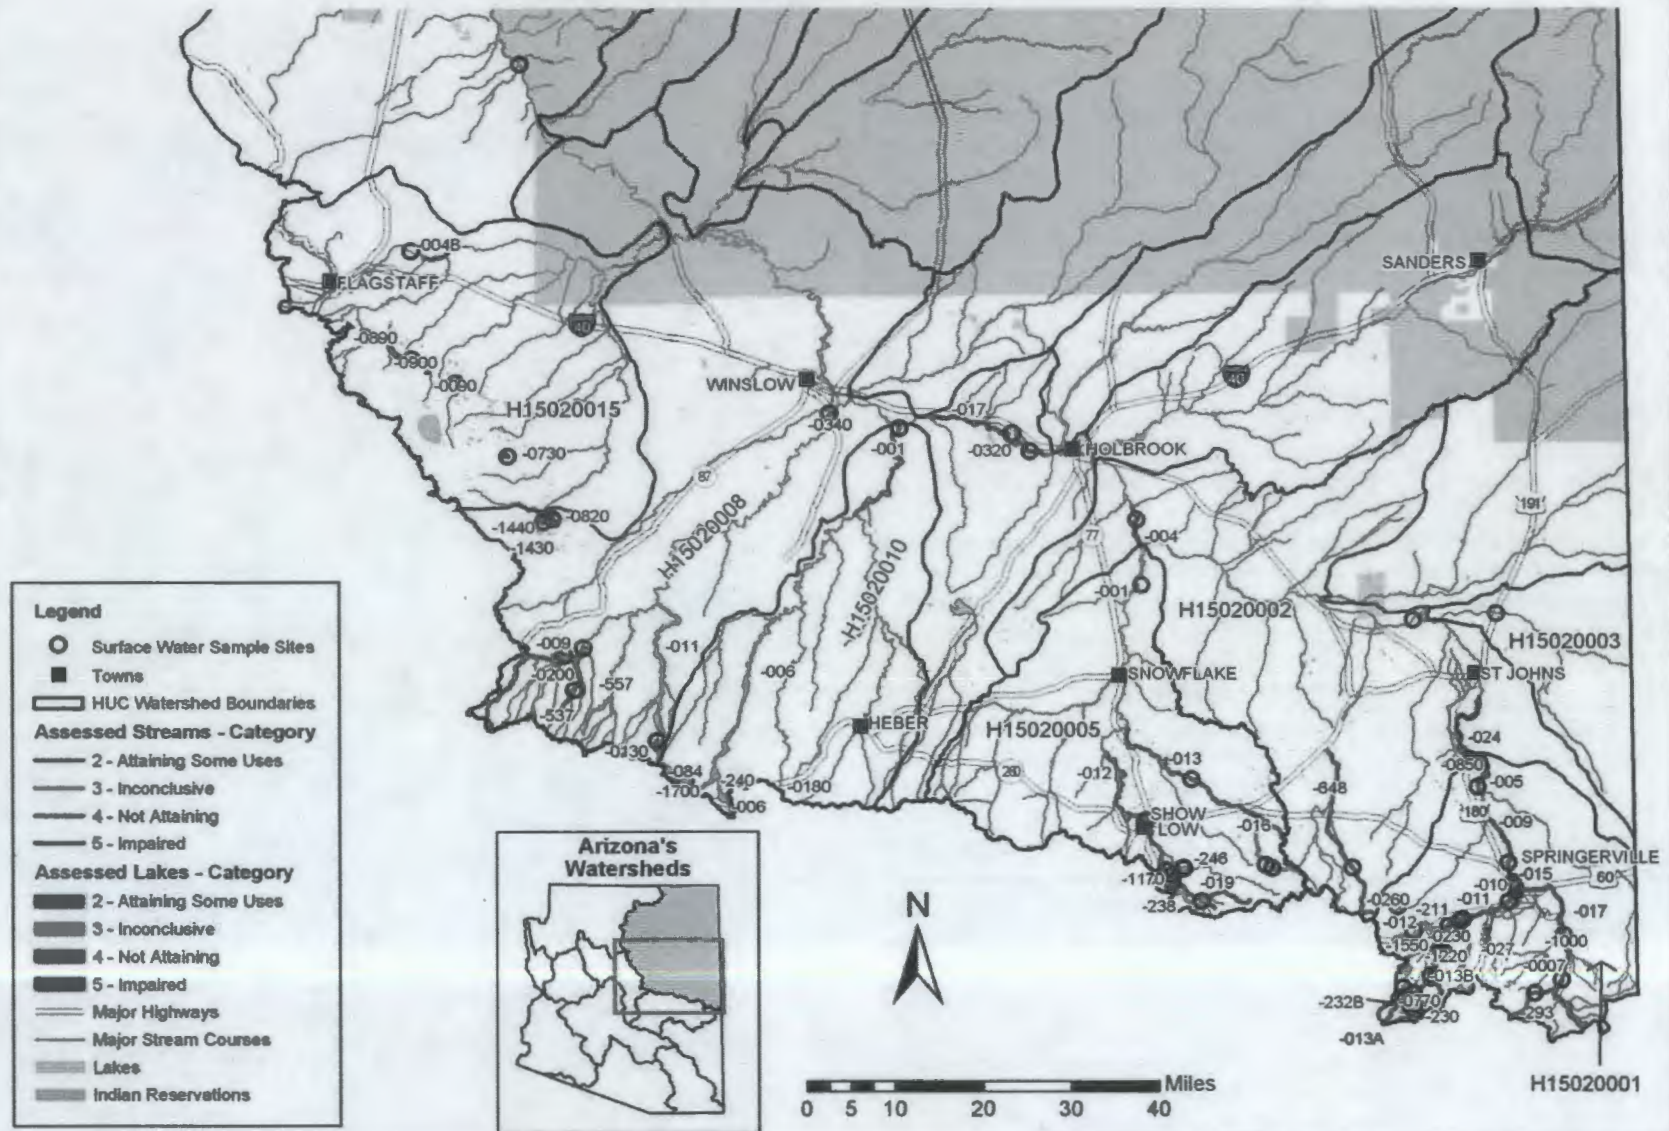 -004B
FLAGSTAFF
SANDERS
40
-0890
-0900
-0090
H15020015
WINSLOW
-0340
-001
-017
-0320
HOLBROOK
40
-0730
87
191
-1440
-0820
-1430
H15020008
H15020010
77
-004
-001
H15020002
H15020003
-009
-0200
-557
-537
-011
-006
-0130
-084
-1700
-240
-006
-0180
HEBER
SNOWFLAKE
ST JOHNS
H15020005
260
-012
-013
SHOW
LOW
-016
-648
-024
-0850
-005
180
-009
SPRINGERVILLE
-015
60
-246
-1170
-019
-238
-0260
-010
-011
-211
-012
-017
-0230
-1550
-1220
-027
-1000
-0007
-013B
-232B
-0770
-230
-293
-013A
H15020001
Legend
Surface Water Sample Sites
Towns
HUC Watershed Boundaries
Assessed Streams - Category
2 - Attaining Some Uses
3 - Inconclusive
4 - Not Attaining
5 - Impaired
Assessed Lakes - Category
2 - Attaining Some Uses
3 - Inconclusive
4 - Not Attaining
5 - Impaired
Major Highways
Major Stream Courses
Lakes
Indian Reservations
Arizona's
Watersheds
N
Miles
0 5 10 20 30 40